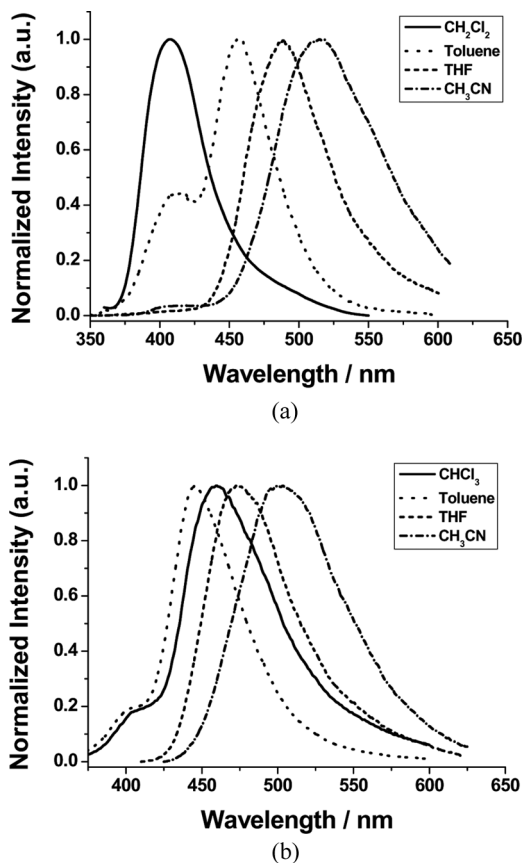 Normalized Intensity (a.u.)
1.0
0.8
0.6
0.4
0.2
0.0
CH₂Cl₂
Toluene
THF
CH₃CN
350 400 450 500 550 600 650
Wavelength / nm
(a)
Normalized Intensity (a.u.)
1.0
0.8
0.6
0.4
0.2
0.0
CHCl₃
Toluene
THF
CH₃CN
400 450 500 550 600 650
Wavelength / nm
(b)